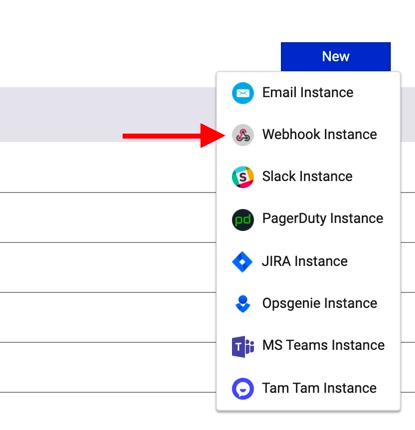 New
Email Instance
Webhook Instance
Slack Instance
pd PagerDuty Instance
JIRA Instance
Opsgenie Instance
T MS Teams Instance
Tam Tam Instance